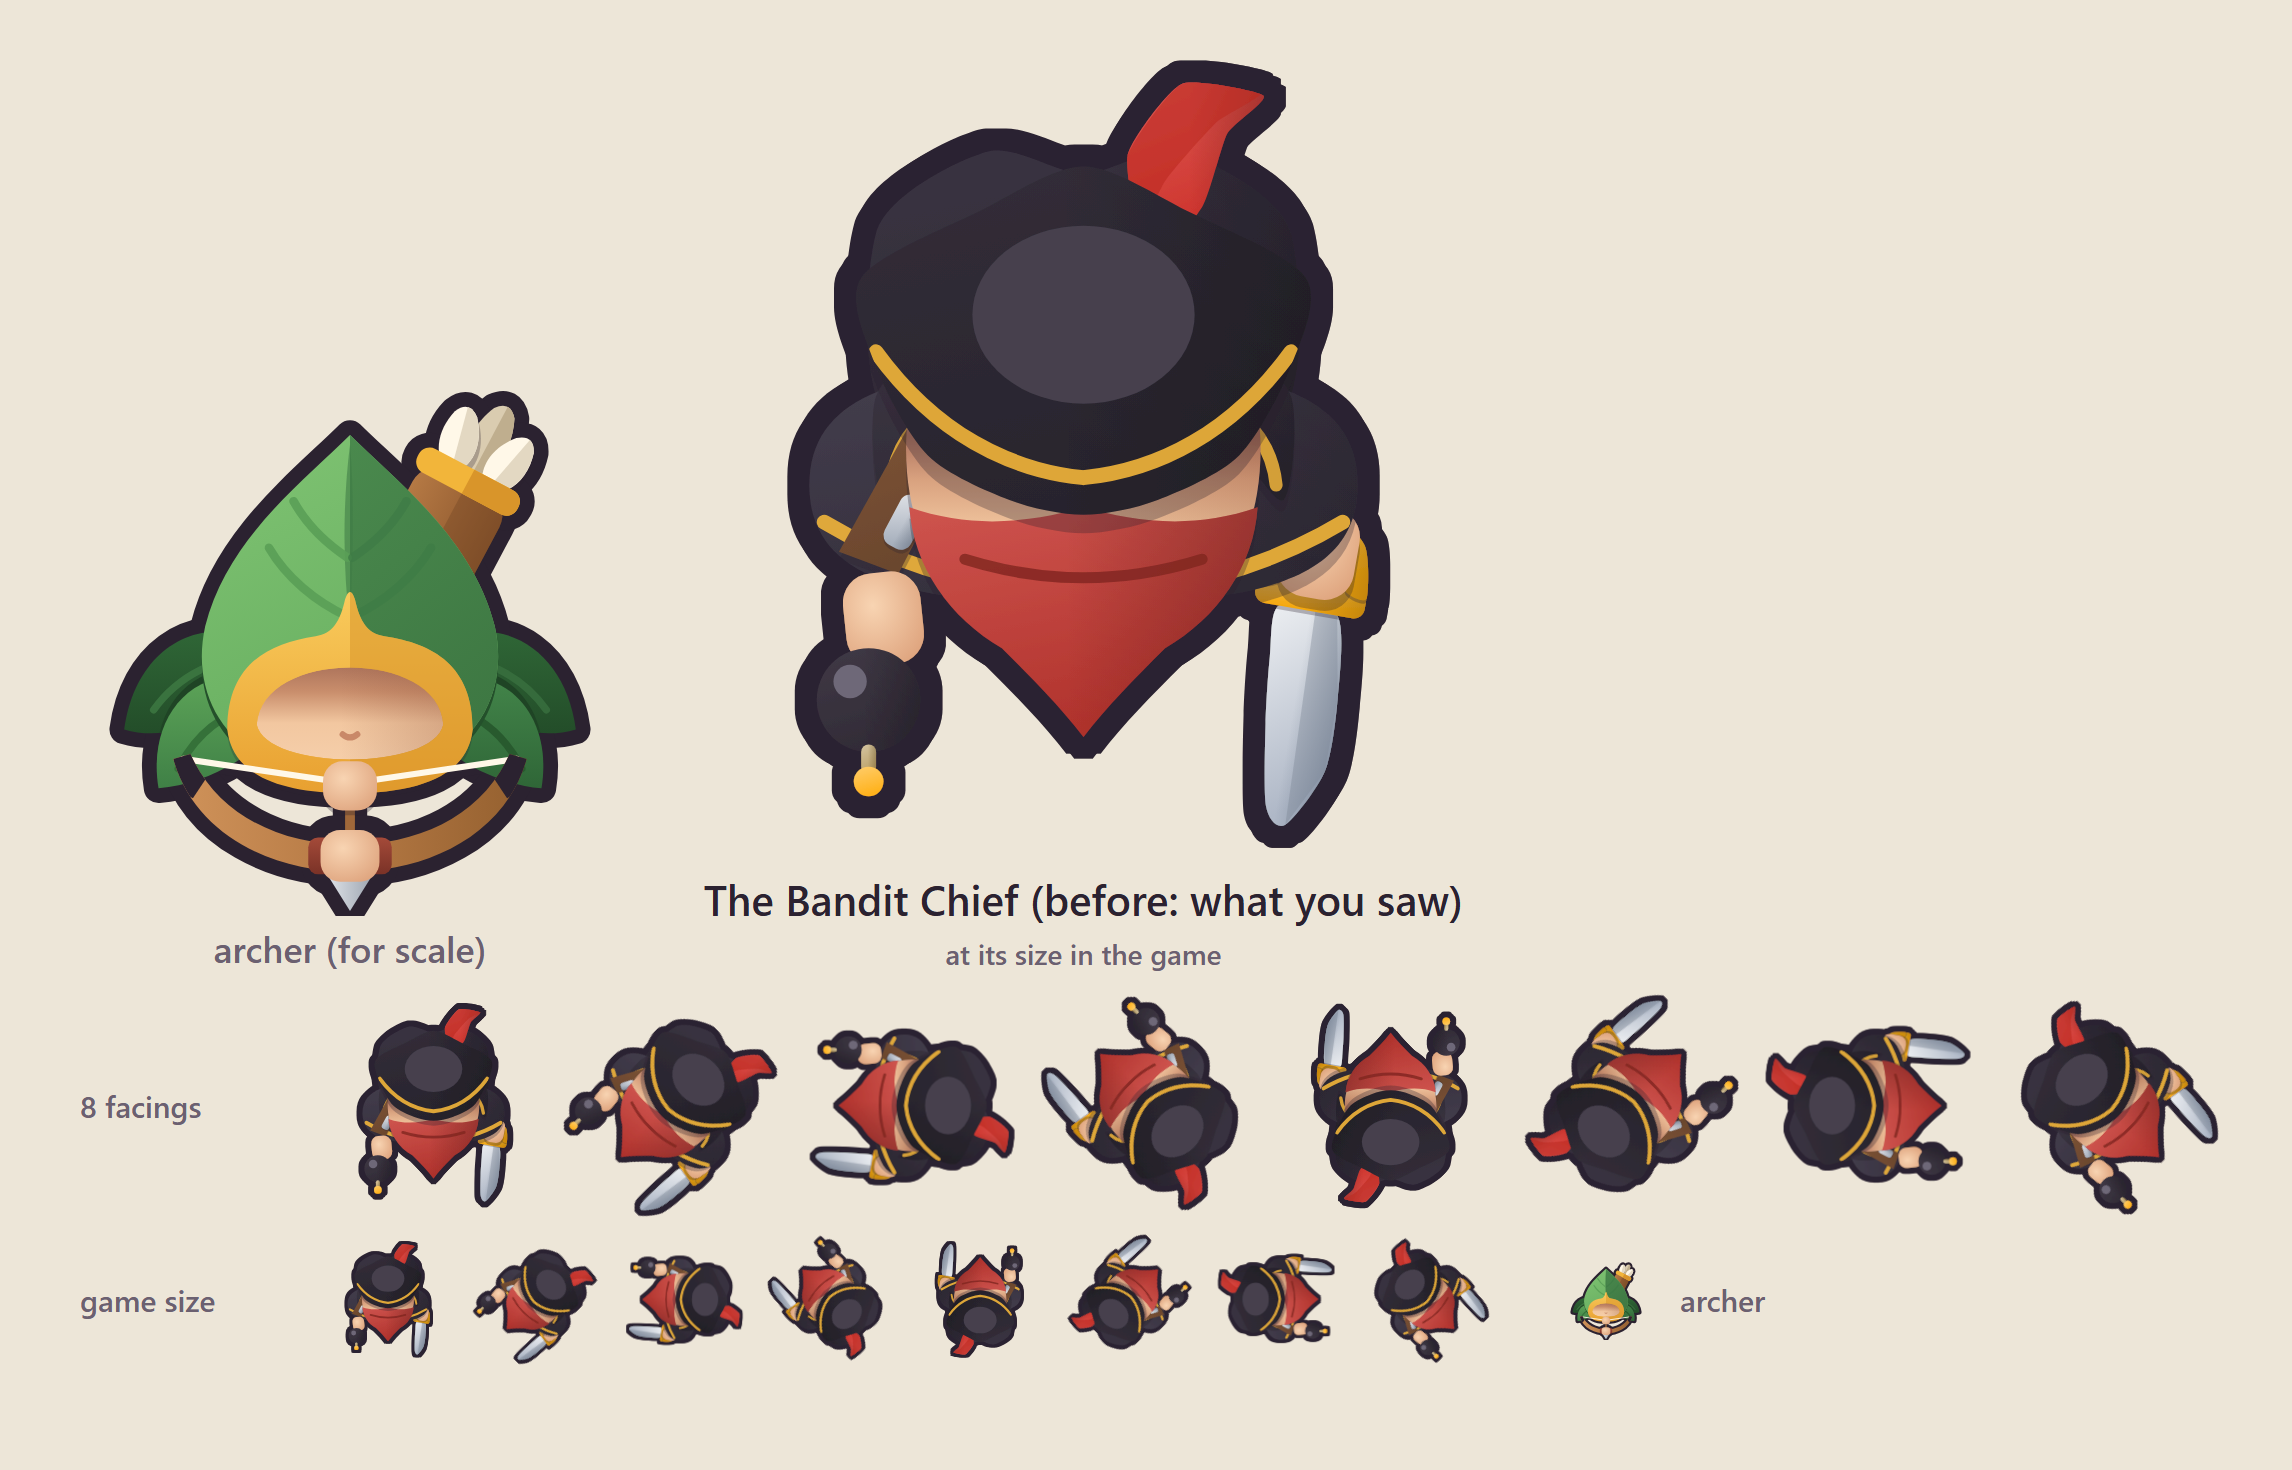 The Bandit Chief (before: what you saw)
archer (for scale)
at its size in the game
8 facings
game size
archer